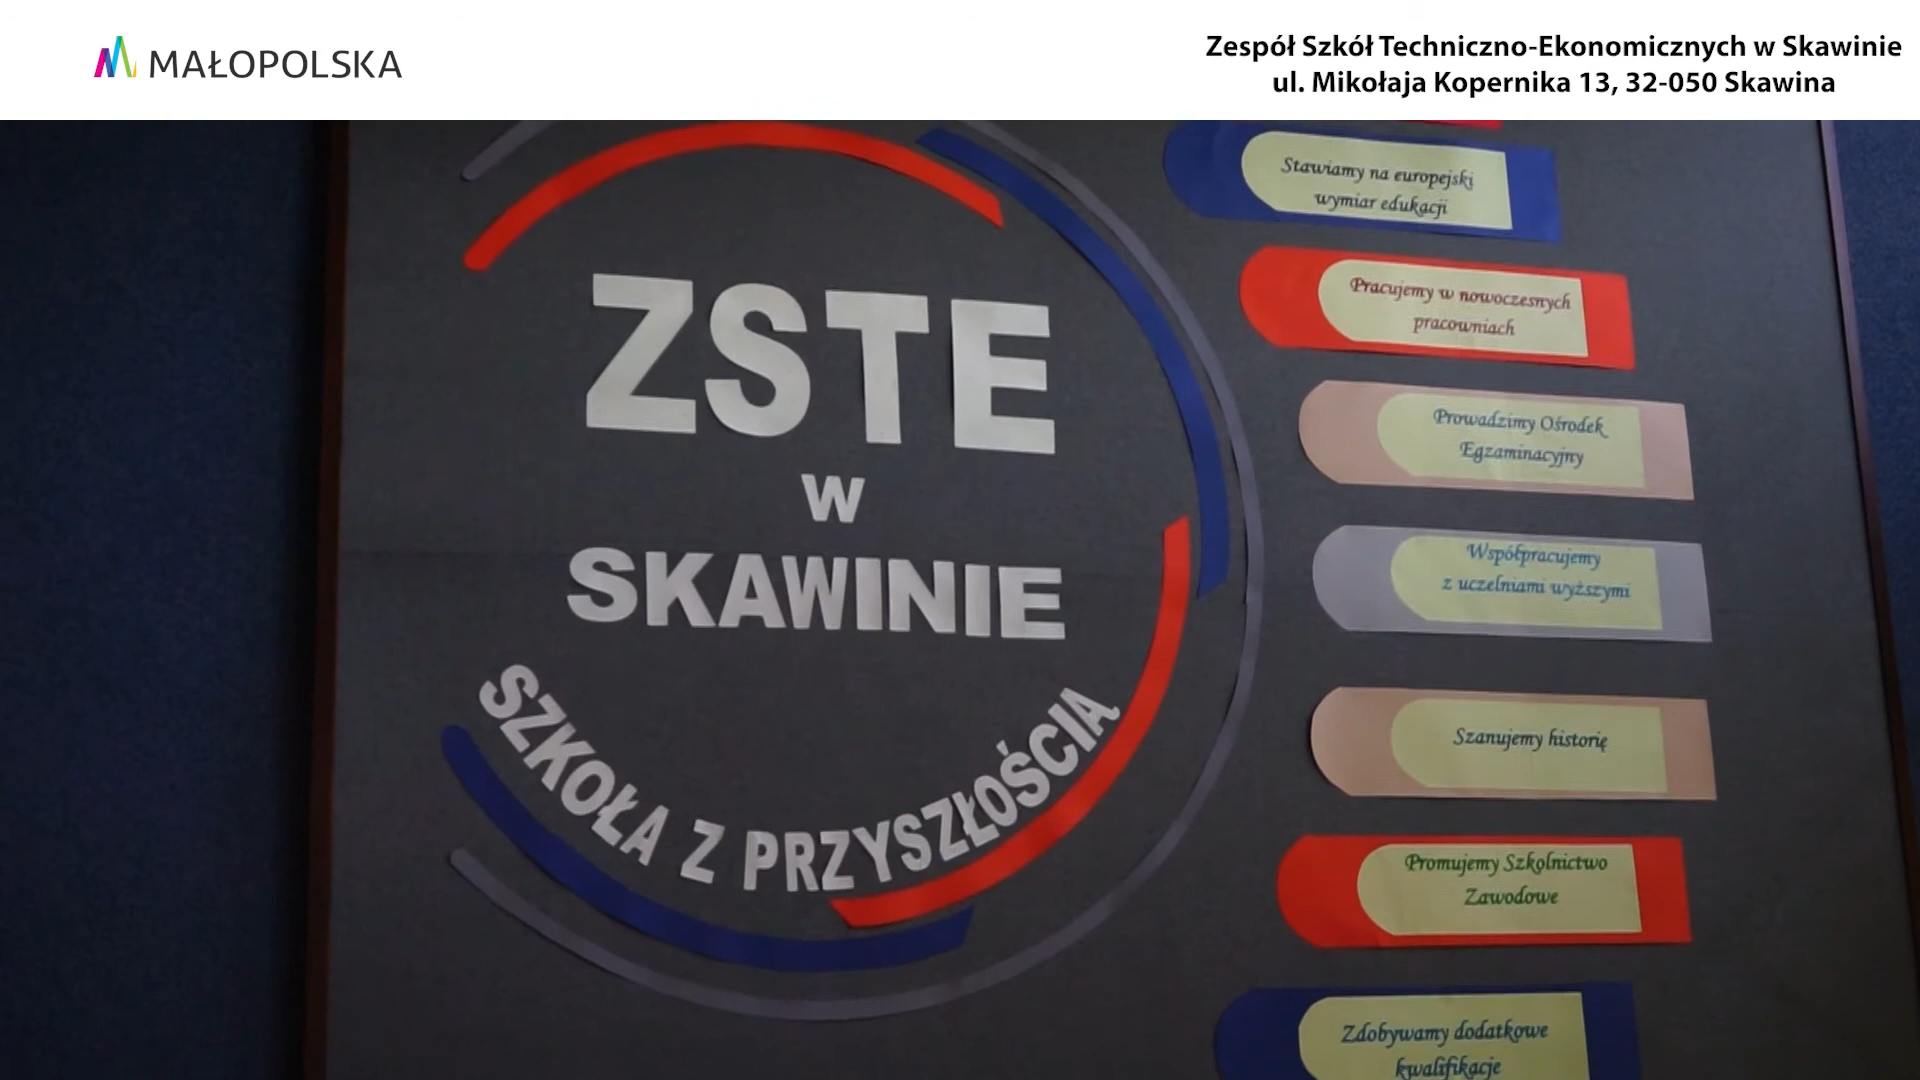 MAŁOPOLSKA
Zespół Szkół Techniczno-Ekonomicznych w Skawinie
ul. Mikołaja Kopernika 13, 32-050 Skawina
ZSTE
w
SKAWINIE
SZKOŁA Z PRZYSZŁOŚCIĄ
Stawiamy na europejski
wymiar edukacji
Pracujemy w nowoczesnych
pracowniach
Prowadzimy Ośrodek
Egzaminacyjny
Współpracujemy
z uczelniami wyższymi
Szanujemy historię
Promujemy Szkolnictwo
Zawodowe
Zdobywamy dodatkowe
kwalifikacje